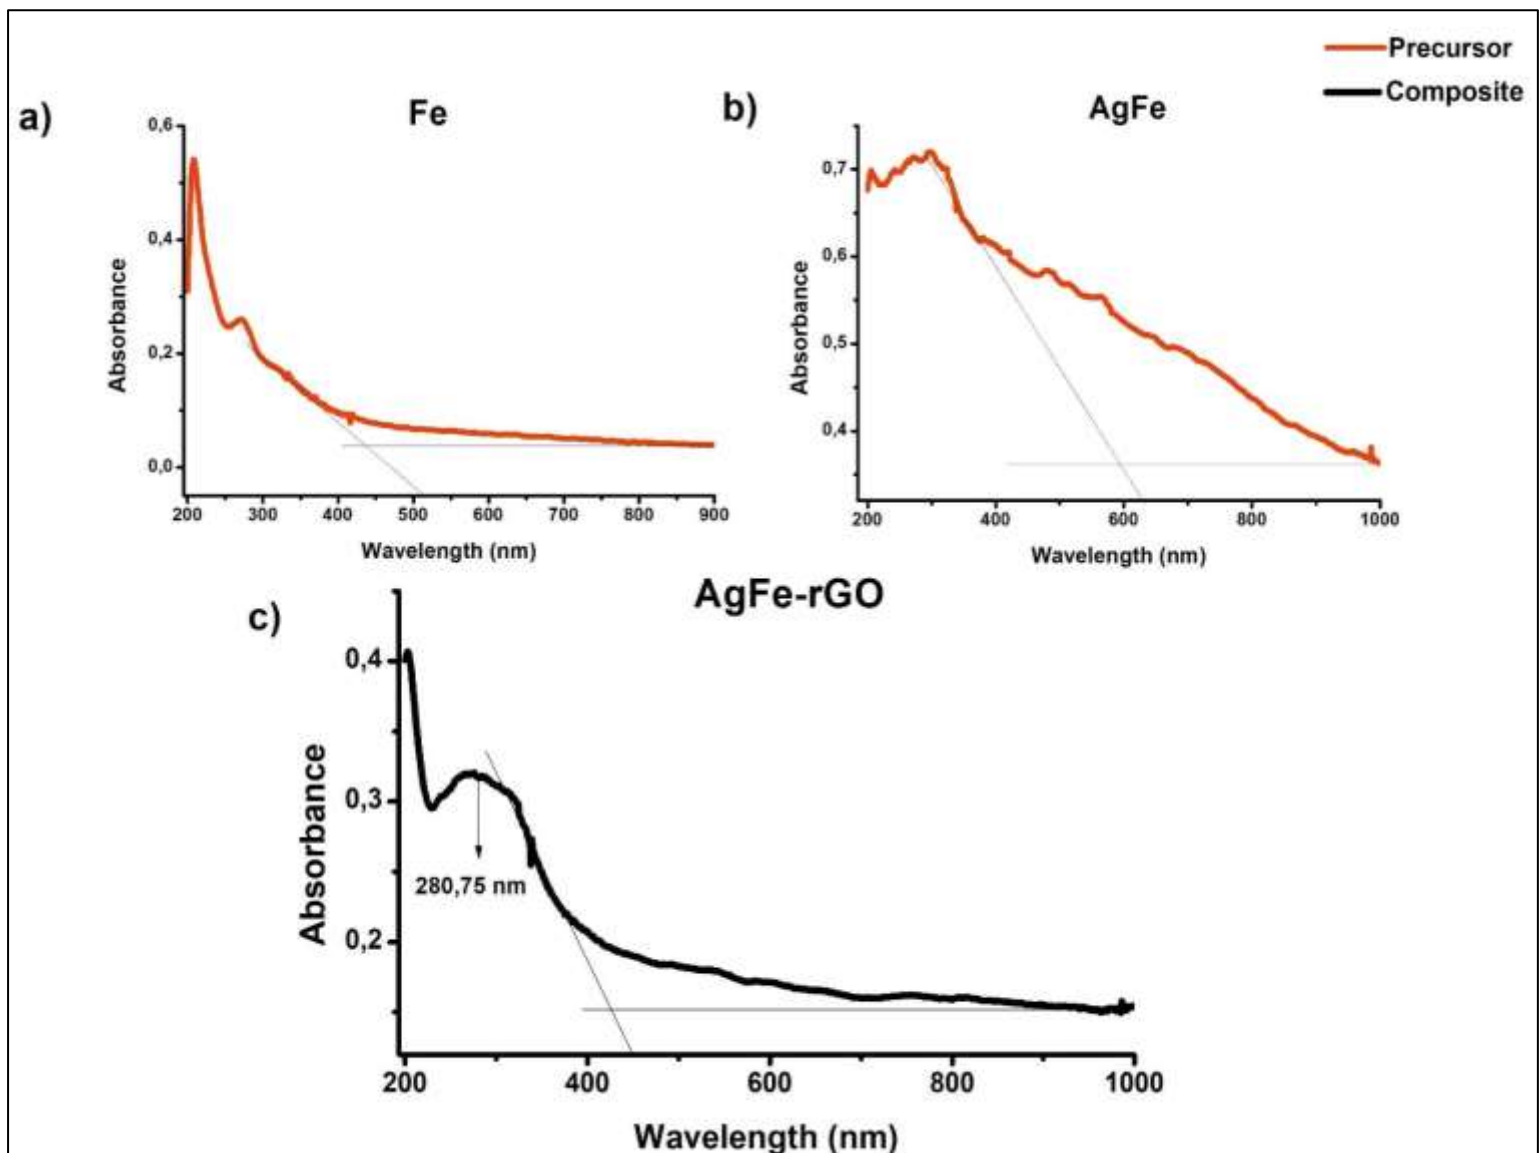 Precursor
Composite
a)
Fe
0,6
0,4
0,2
0,0
Absorbance
200 300 400 500 600 700 800 900
Wavelength (nm)
b)
AgFe
0,7
0,6
0,5
0,4
Absorbance
200 400 600 800 1000
Wavelength (nm)
c)
AgFe-rGO
0,4
0,3
0,2
Absorbance
280,75 nm
200 400 600 800 1000
Wavelength (nm)